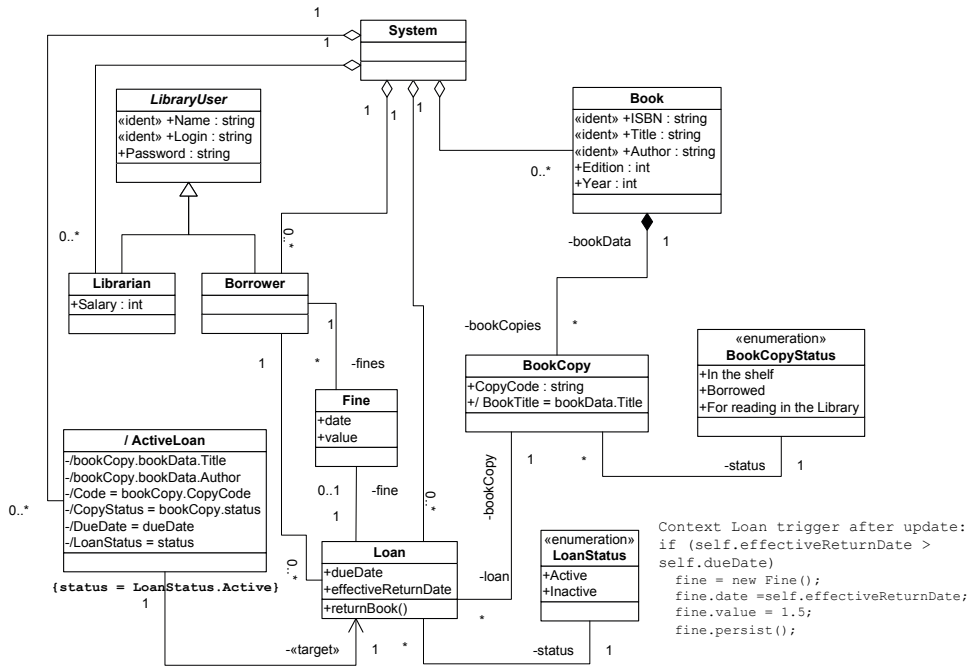 1
System
1
LibraryUser
«ident» +Name : string
«ident» +Login : string
+Password : string
1
1
1
Book
«ident» +ISBN : string
«ident» +Title : string
«ident» +Author : string
+Edition : int
+Year : int
0..*
0..*
0..*
-bookData
1
Librarian
+Salary : int
Borrower
1
1
*
-fines
-bookCopies
*
BookCopy
+CopyCode : string
+/ BookTitle = bookData.Title
«enumeration»
BookCopyStatus
+In the shelf
+Borrowed
+For reading in the Library
Fine
+date
+value
1
*
-status
1
/ ActiveLoan
-/bookCopy.bookData.Title
-/bookCopy.bookData.Author
-/Code = bookCopy.CopyCode
-/CopyStatus = bookCopy.status
-/DueDate = dueDate
-/LoanStatus = status
0..*
{status = LoanStatus.Active}
1
0..1
-fine
1
0..*
-bookCopy
0..*
Loan
+dueDate
+effectiveReturnDate
+returnBook()
-loan
*
«enumeration»
LoanStatus
+Active
+Inactive
Context Loan trigger after update:
if (self.effectiveReturnDate >
self.dueDate)
fine = new Fine();
fine.date =self.effectiveReturnDate;
fine.value = 1.5;
fine.persist();
-«target»
1
*
-status
1